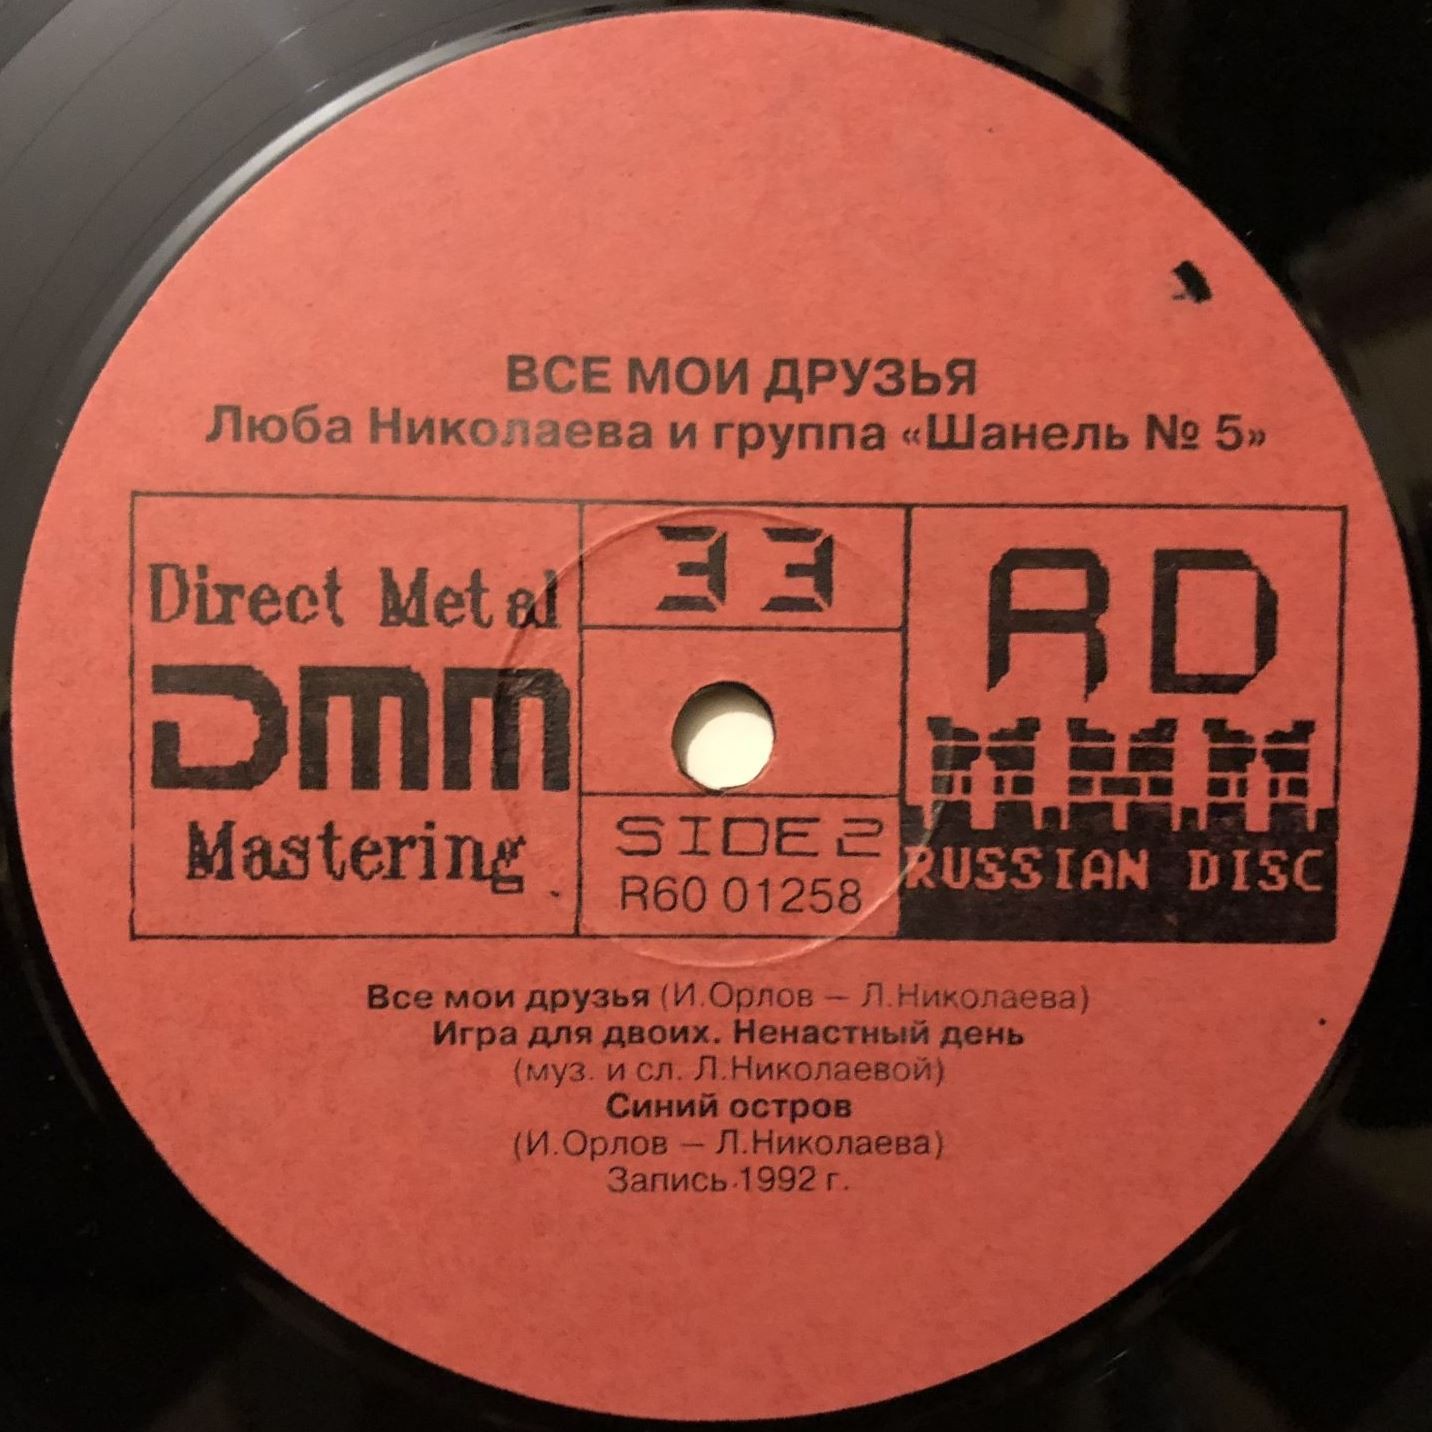 ВСЕ МОИ ДРУЗЬЯ
Люба Николаева и группа «Шанель № 5»
Direct Metal
DMM
Mastering
33
SIDE 2
R60 01258
RD
RUSSIAN DISC
Все мои друзья (И.Орлов – Л.Николаева)
Игра для двоих. Ненастный день
(муз. и сл. Л.Николаевой)
Синий остров
(И.Орлов – Л.Николаева)
Запись 1992 г.